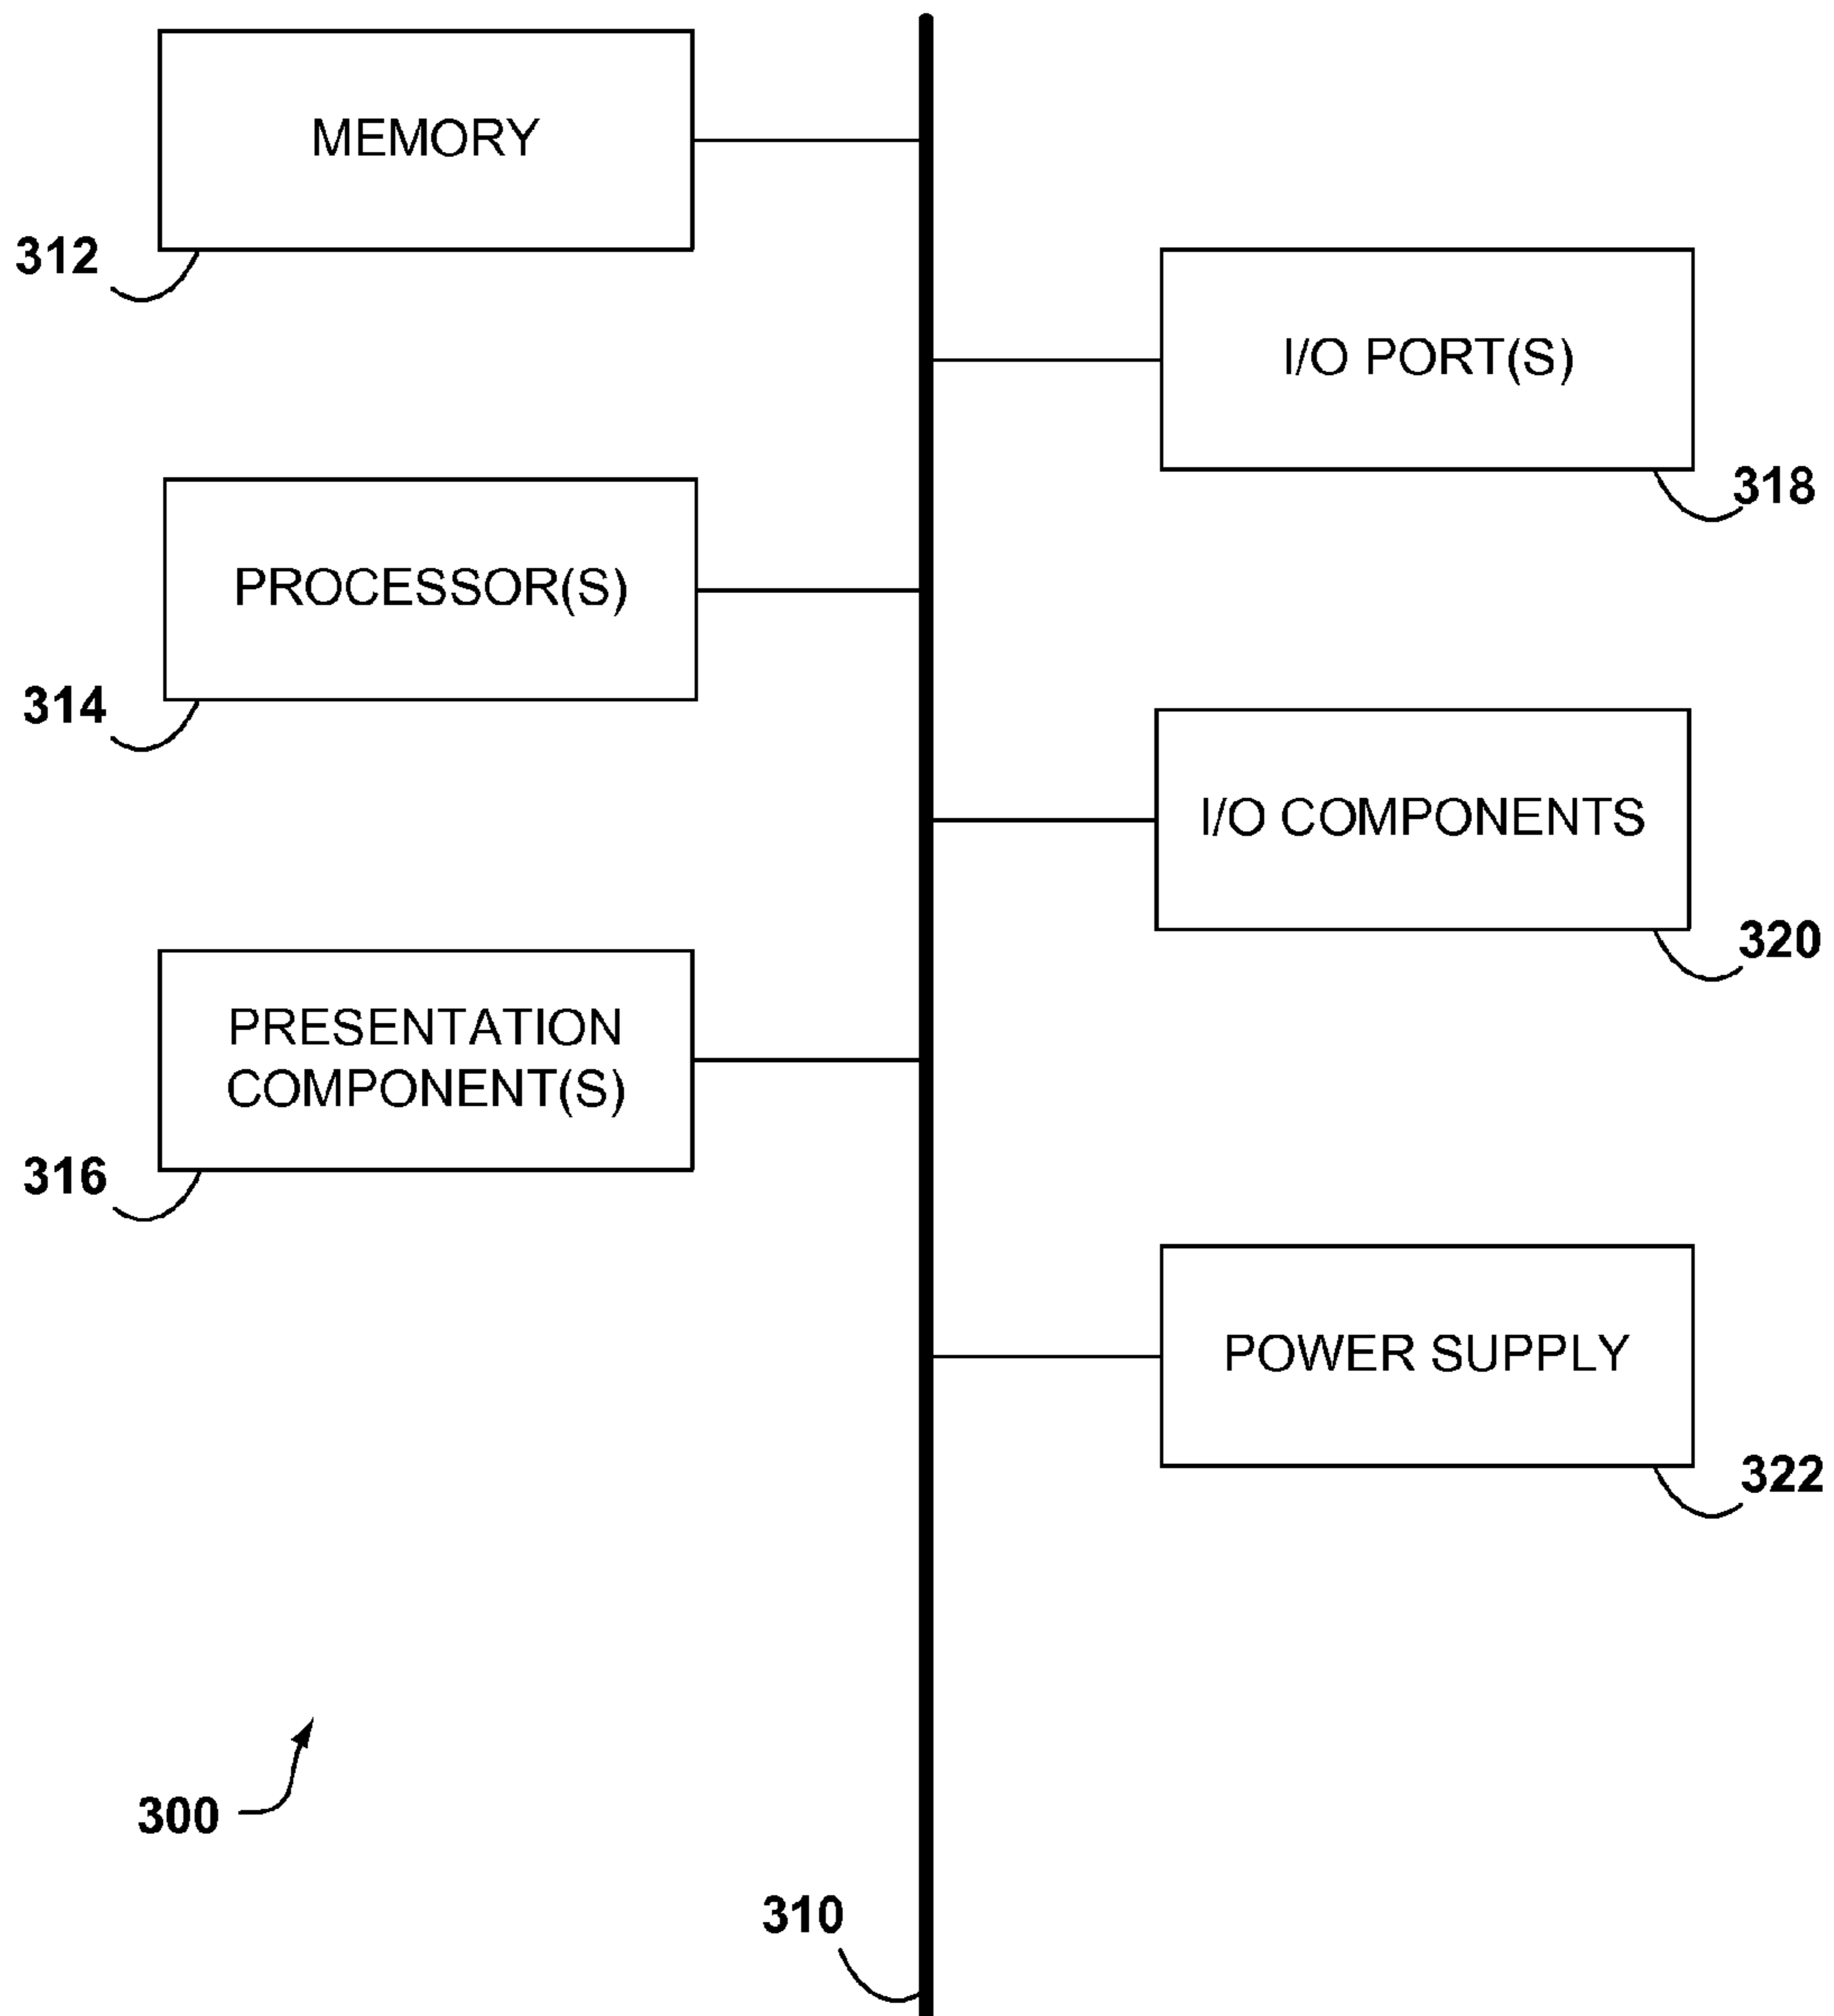 MEMORY
312
I/O PORT(S)
318
PROCESSOR(S)
314
I/O COMPONENTS
320
PRESENTATION
COMPONENT(S)
316
POWER SUPPLY
322
300
310